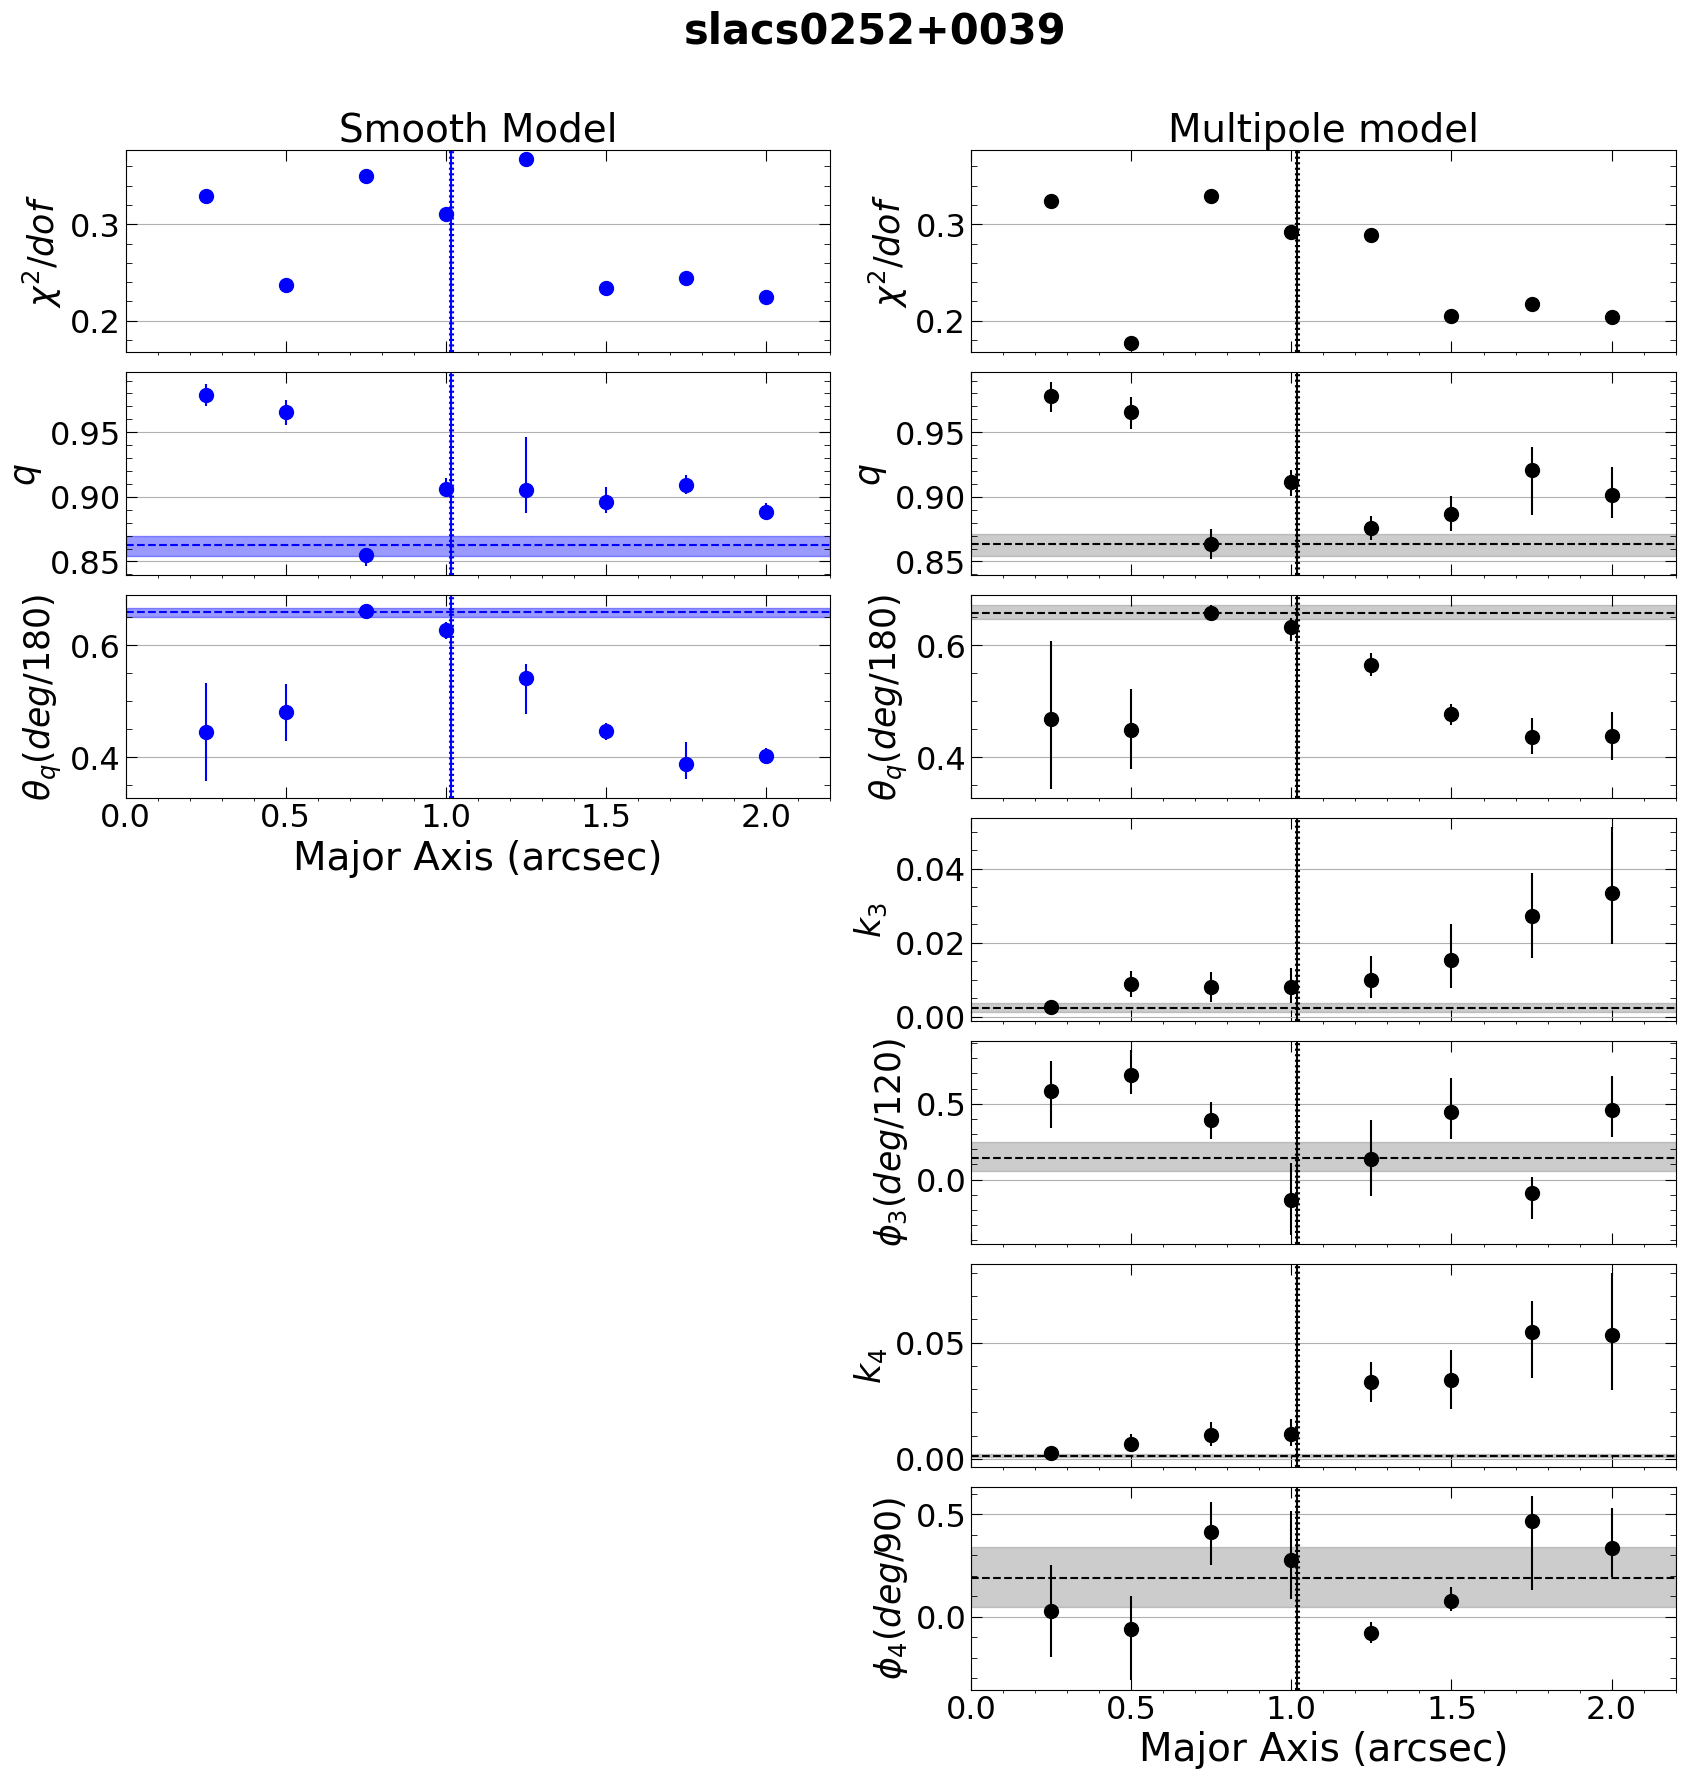 slacs0252+0039
Smooth Model
χ²/dof
0.3
0.2
q
0.95
0.90
0.85
θ_q(deg/180)
0.6
0.4
0.0 0.5 1.0 1.5 2.0
Major Axis (arcsec)
Multipole model
χ²/dof
0.3
0.2
q
0.95
0.90
0.85
θ_q(deg/180)
0.6
0.4
k₃
0.04
0.02
0.00
ϕ₃(deg/120)
0.5
0.0
k₄
0.05
0.00
ϕ₄(deg/90)
0.5
0.0
0.0 0.5 1.0 1.5 2.0
Major Axis (arcsec)